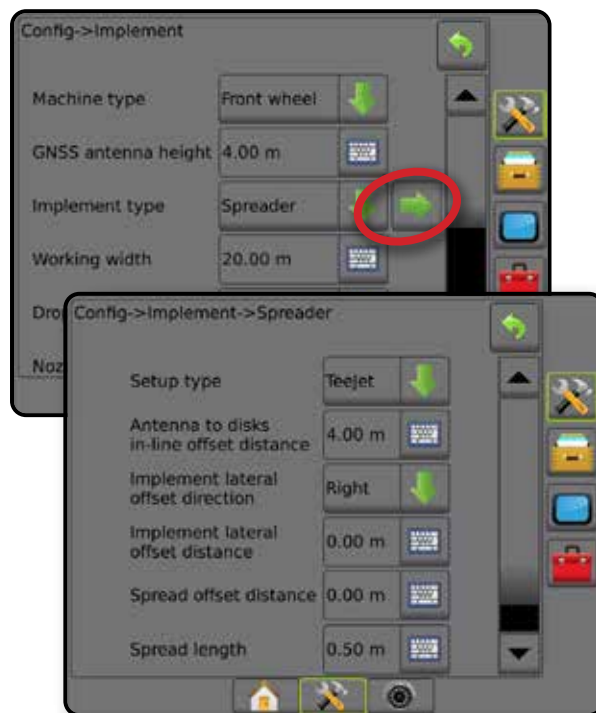 Config->Implement
Machine type Front wheel
GNSS antenna height 4.00 m
Implement type Spreader
Working width 20.00 m
Dro
Noz
Config->Implement->Spreader
Setup type TeeJet
Antenna to disks
in-line offset distance 4.00 m
Implement lateral
offset direction Right
Implement lateral
offset distance 0.00 m
Spread offset distance 0.00 m
Spread length 0.50 m